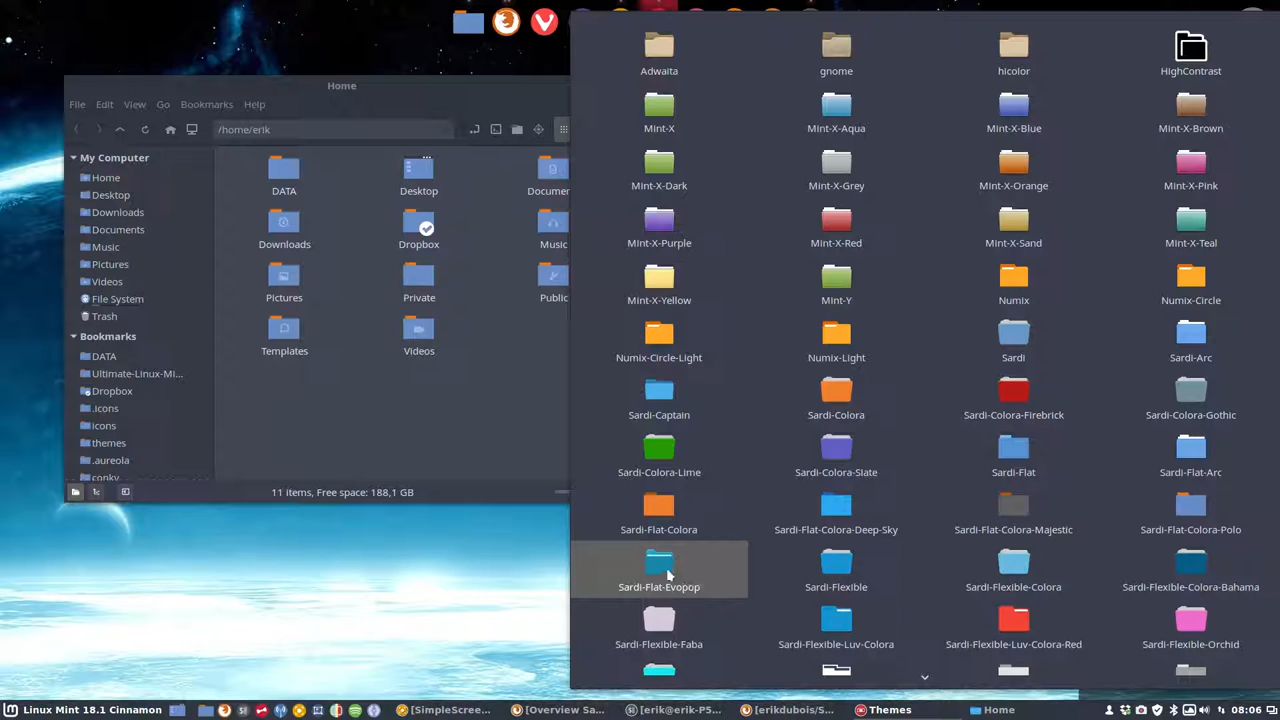 Home
File Edit View Go Bookmarks Help
/home/erik
My Computer
Home
Desktop
Downloads
Documents
Music
Pictures
Videos
File System
Trash
Bookmarks
DATA
Ultimate-Linux-Mi...
Dropbox
.icons
icons
themes
.aureola
conky
DATA Desktop Documen
Downloads Dropbox Music
Pictures Private Public
Templates Videos
11 items, Free space: 188,1 GB
Adwaita gnome hicolor HighContrast
Mint-X Mint-X-Aqua Mint-X-Blue Mint-X-Brown
Mint-X-Dark Mint-X-Grey Mint-X-Orange Mint-X-Pink
Mint-X-Purple Mint-X-Red Mint-X-Sand Mint-X-Teal
Mint-X-Yellow Mint-Y Numix Numix-Circle
Numix-Circle-Light Numix-Light Sardi Sardi-Arc
Sardi-Captain Sardi-Colora Sardi-Colora-Firebrick Sardi-Colora-Gothic
Sardi-Colora-Lime Sardi-Colora-Slate Sardi-Flat Sardi-Flat-Arc
Sardi-Flat-Colora Sardi-Flat-Colora-Deep-Sky Sardi-Flat-Colora-Majestic Sardi-Flat-Colora-Polo
Sardi-Flat-Evopop Sardi-Flexible Sardi-Flexible-Colora Sardi-Flexible-Colora-Bahama
Sardi-Flexible-Faba Sardi-Flexible-Luv-Colora Sardi-Flexible-Luv-Colora-Red Sardi-Flexible-Orchid
Linux Mint 18.1 Cinnamon [SimpleScree... [Overview Sa... [erik@erik-P5... [erikdubois/S... Themes Home 08:06